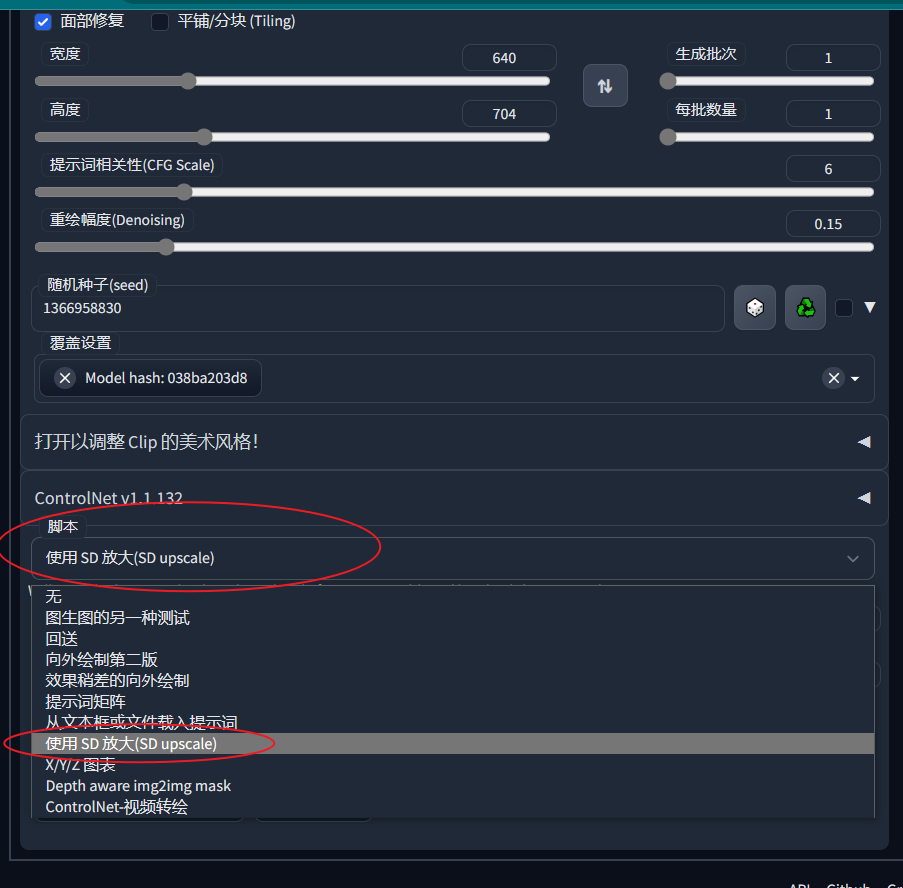 面部修复
平铺/分块 (Tiling)
宽度
640
生成批次
1
高度
704
每批数量
1
提示词相关性(CFG Scale)
6
重绘幅度(Denoising)
0.15
随机种子(seed)
1366958830
覆盖设置
Model hash: 038ba203d8
打开以调整 Clip 的美术风格!
ControlNet v1.1.132
脚本
使用 SD 放大(SD upscale)
无
图生图的另一种测试
回送
向外绘制第二版
效果稍差的向外绘制
提示词矩阵
从文本框或文件载入提示词
使用 SD 放大(SD upscale)
X/Y/Z 图表
Depth aware img2img mask
ControlNet-视频转绘